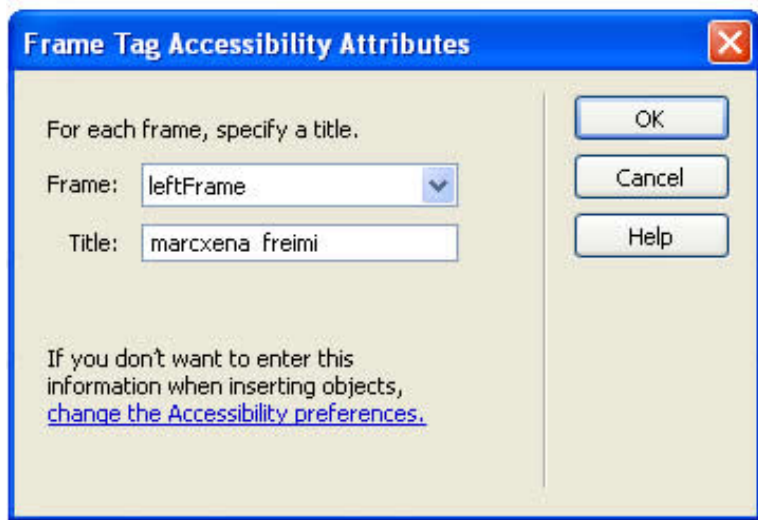 Frame Tag Accessibility Attributes
For each frame, specify a title.
Frame: leftFrame
Title: marcxena freimi
If you don't want to enter this
information when inserting objects,
change the Accessibility preferences.
OK
Cancel
Help